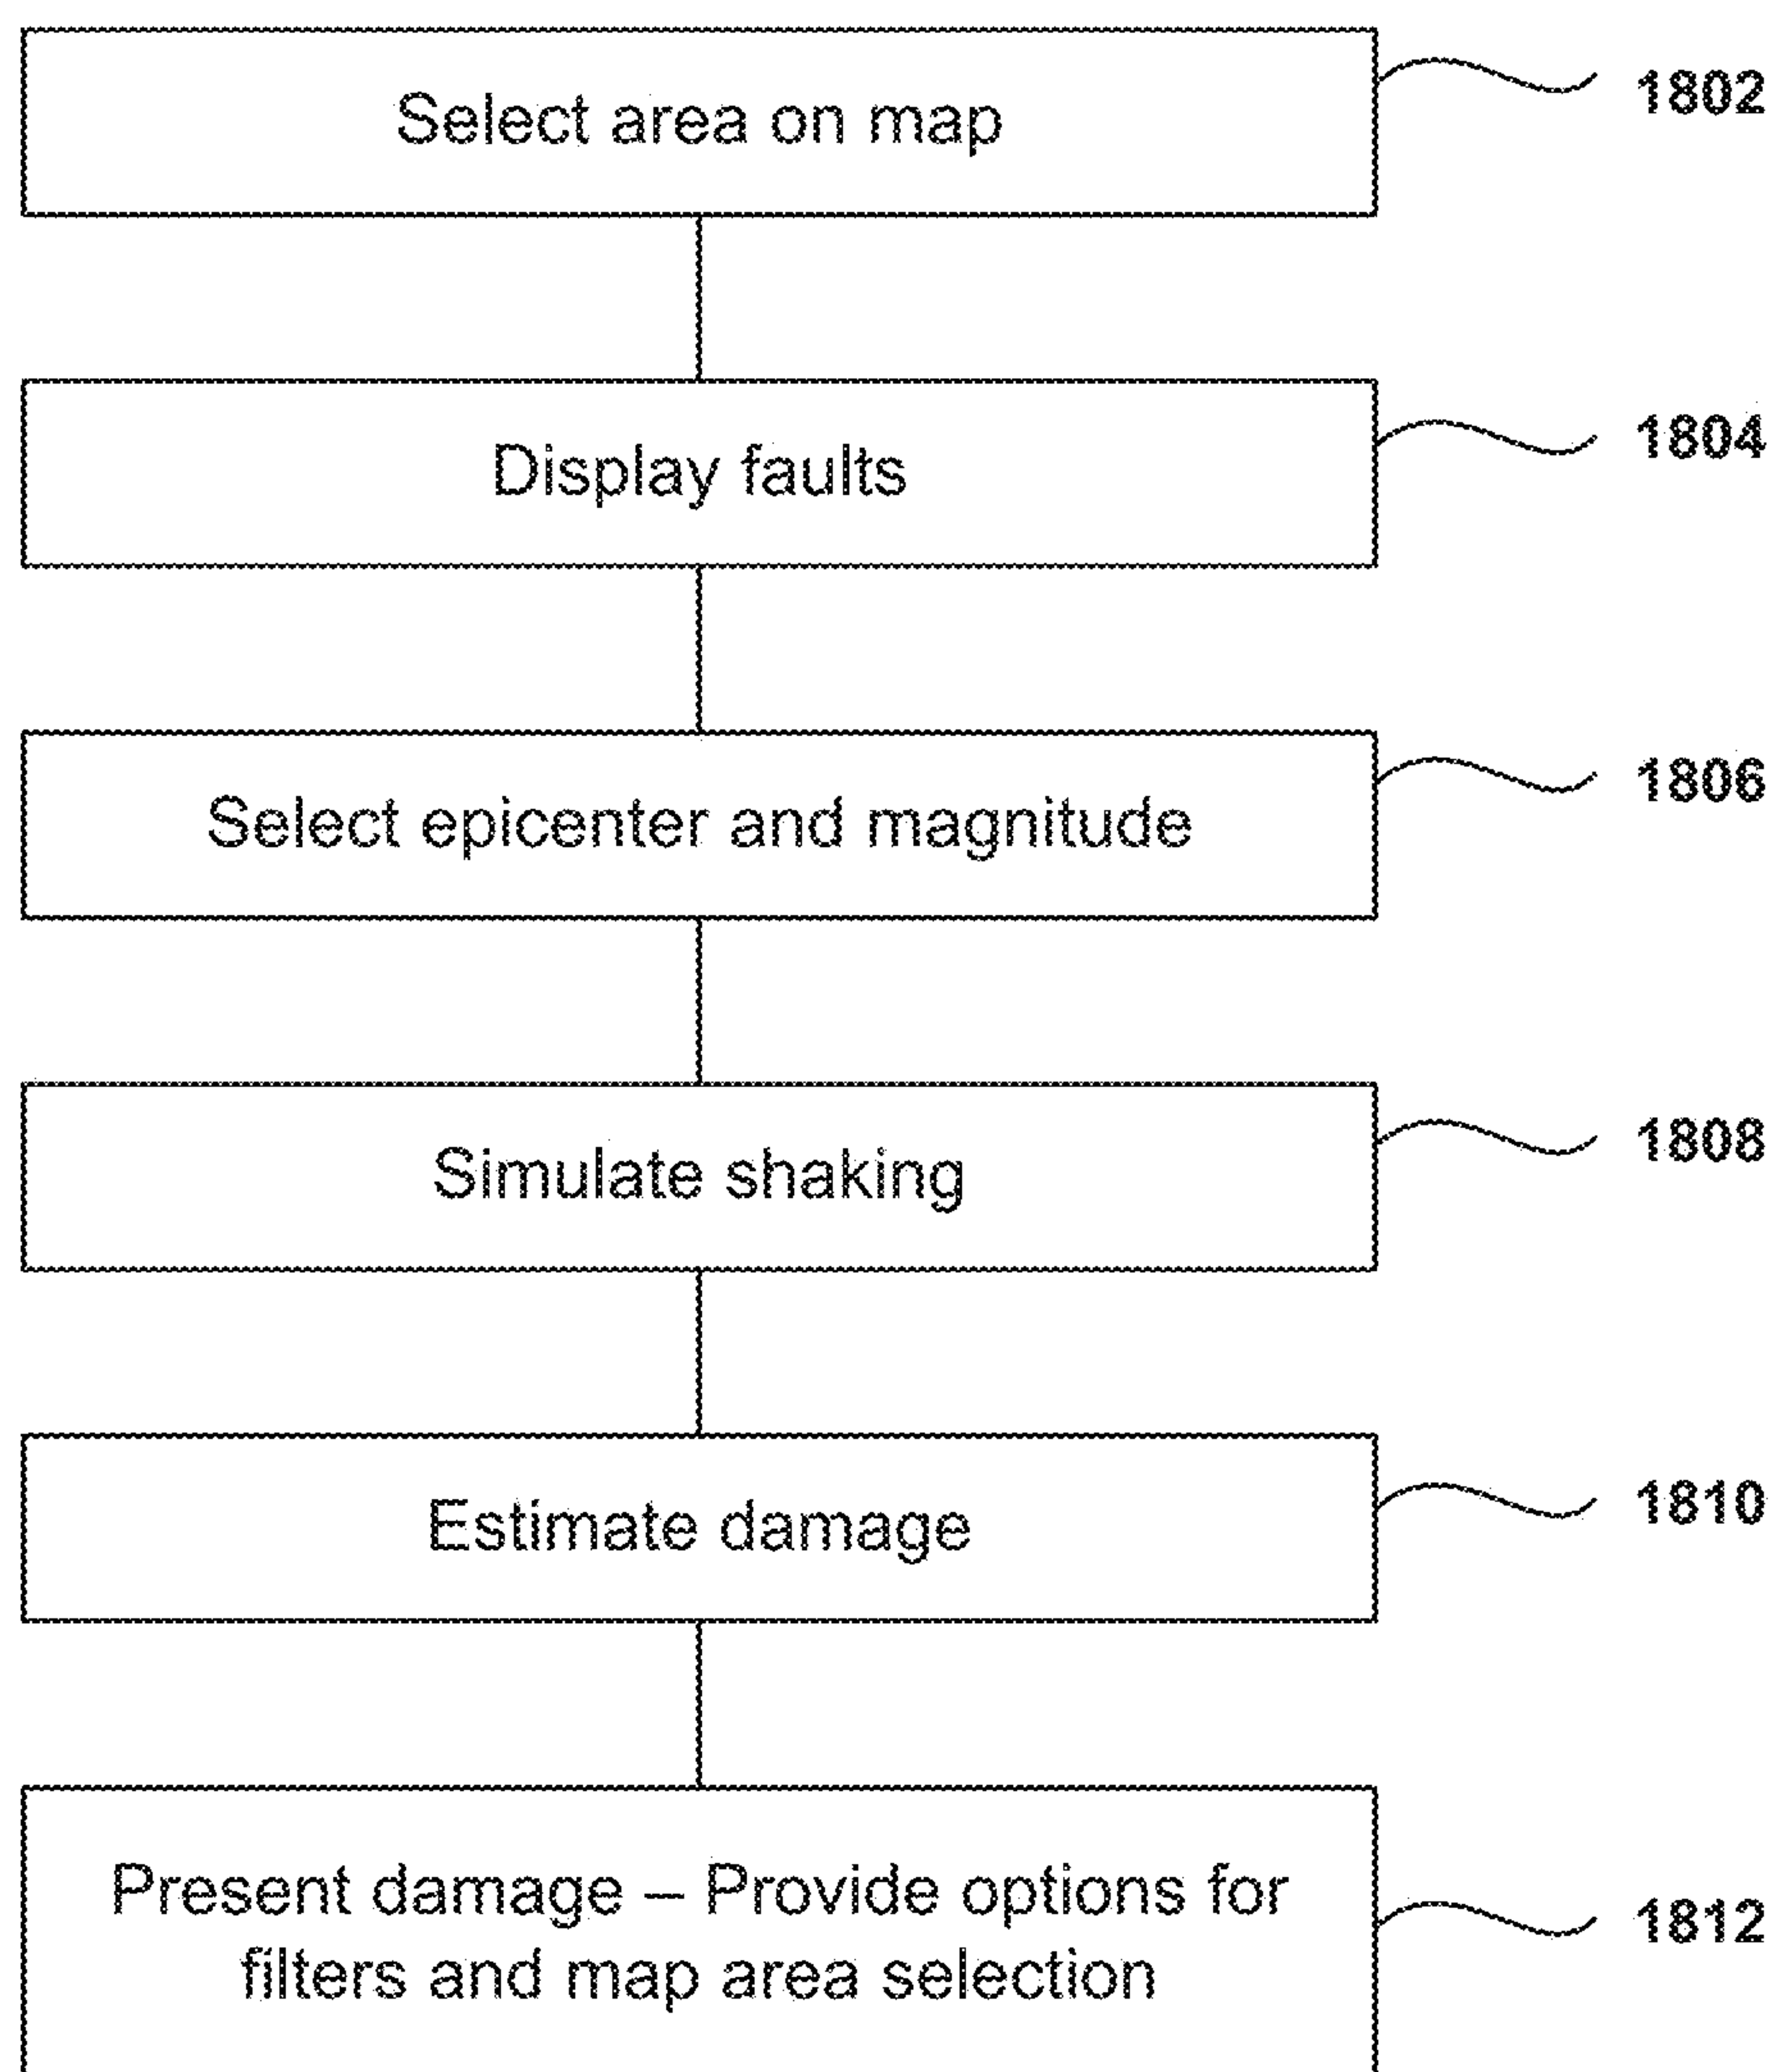 Select area on map
1802
Display faults
1804
Select epicenter and magnitude
1806
Simulate shaking
1808
Estimate damage
1810
Present damage – Provide options for
filters and map area selection
1812